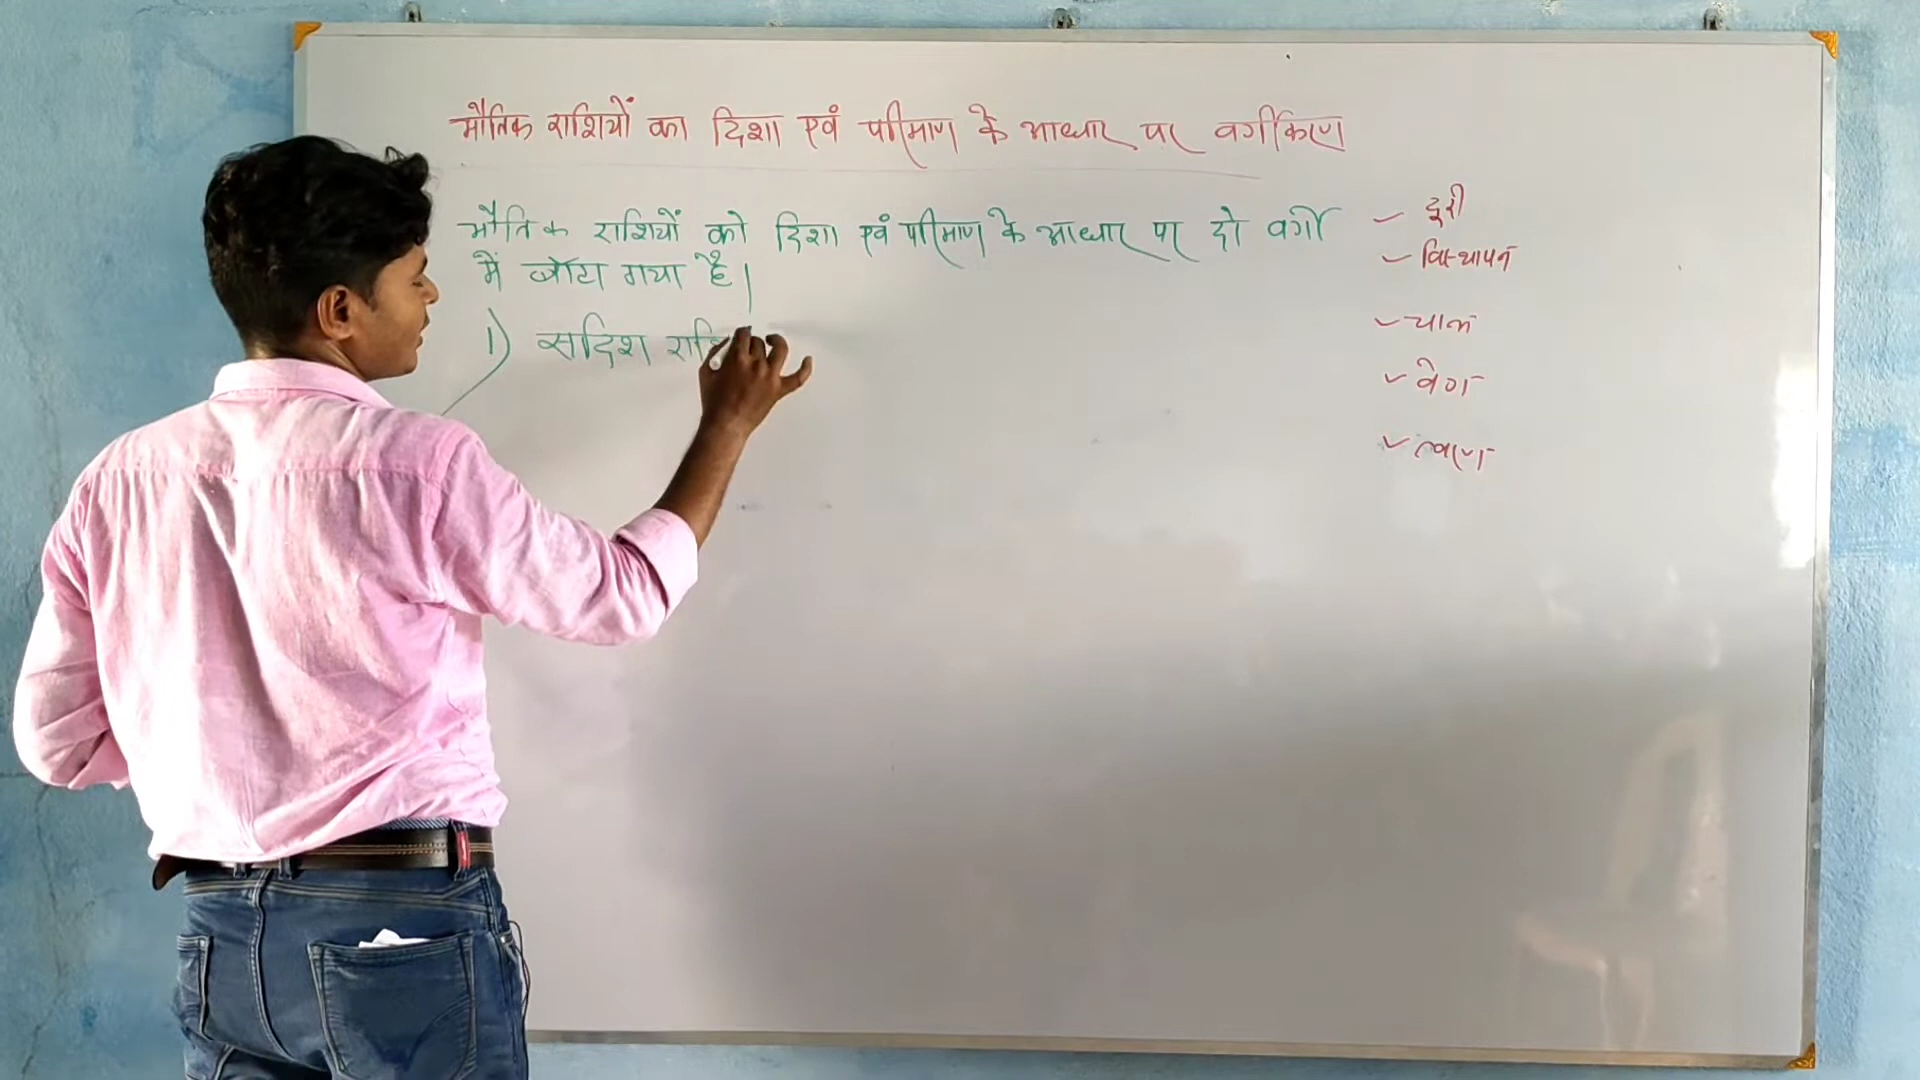 भौतिक राशियों का दिशा एवं परिमाण के आधार पर वर्गीकरण
भौतिक राशियों को दिशा एवं परिमाण के आधार पर दो वर्गों
में बाँटा गया है।
1) सदिश
- दूरी
- विस्थापन
- चाल
- वेग
- त्वरण